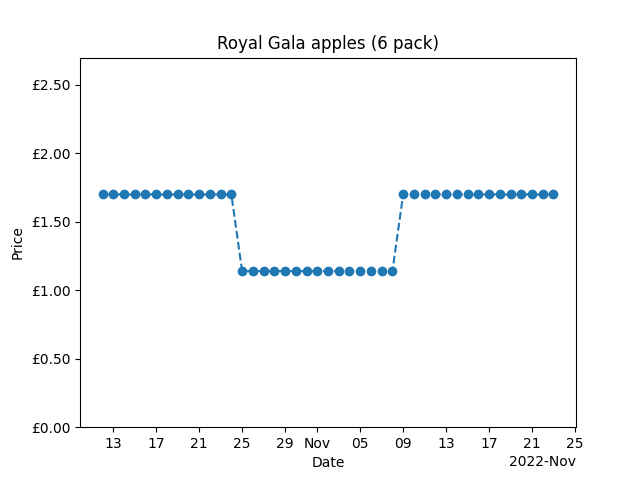 Royal Gala apples (6 pack)
£2.50
£2.00
£1.50
£1.00
£0.50
£0.00
Price
13 17 21 25 29 Nov 05 09 13 17 21 25
Date
2022-Nov